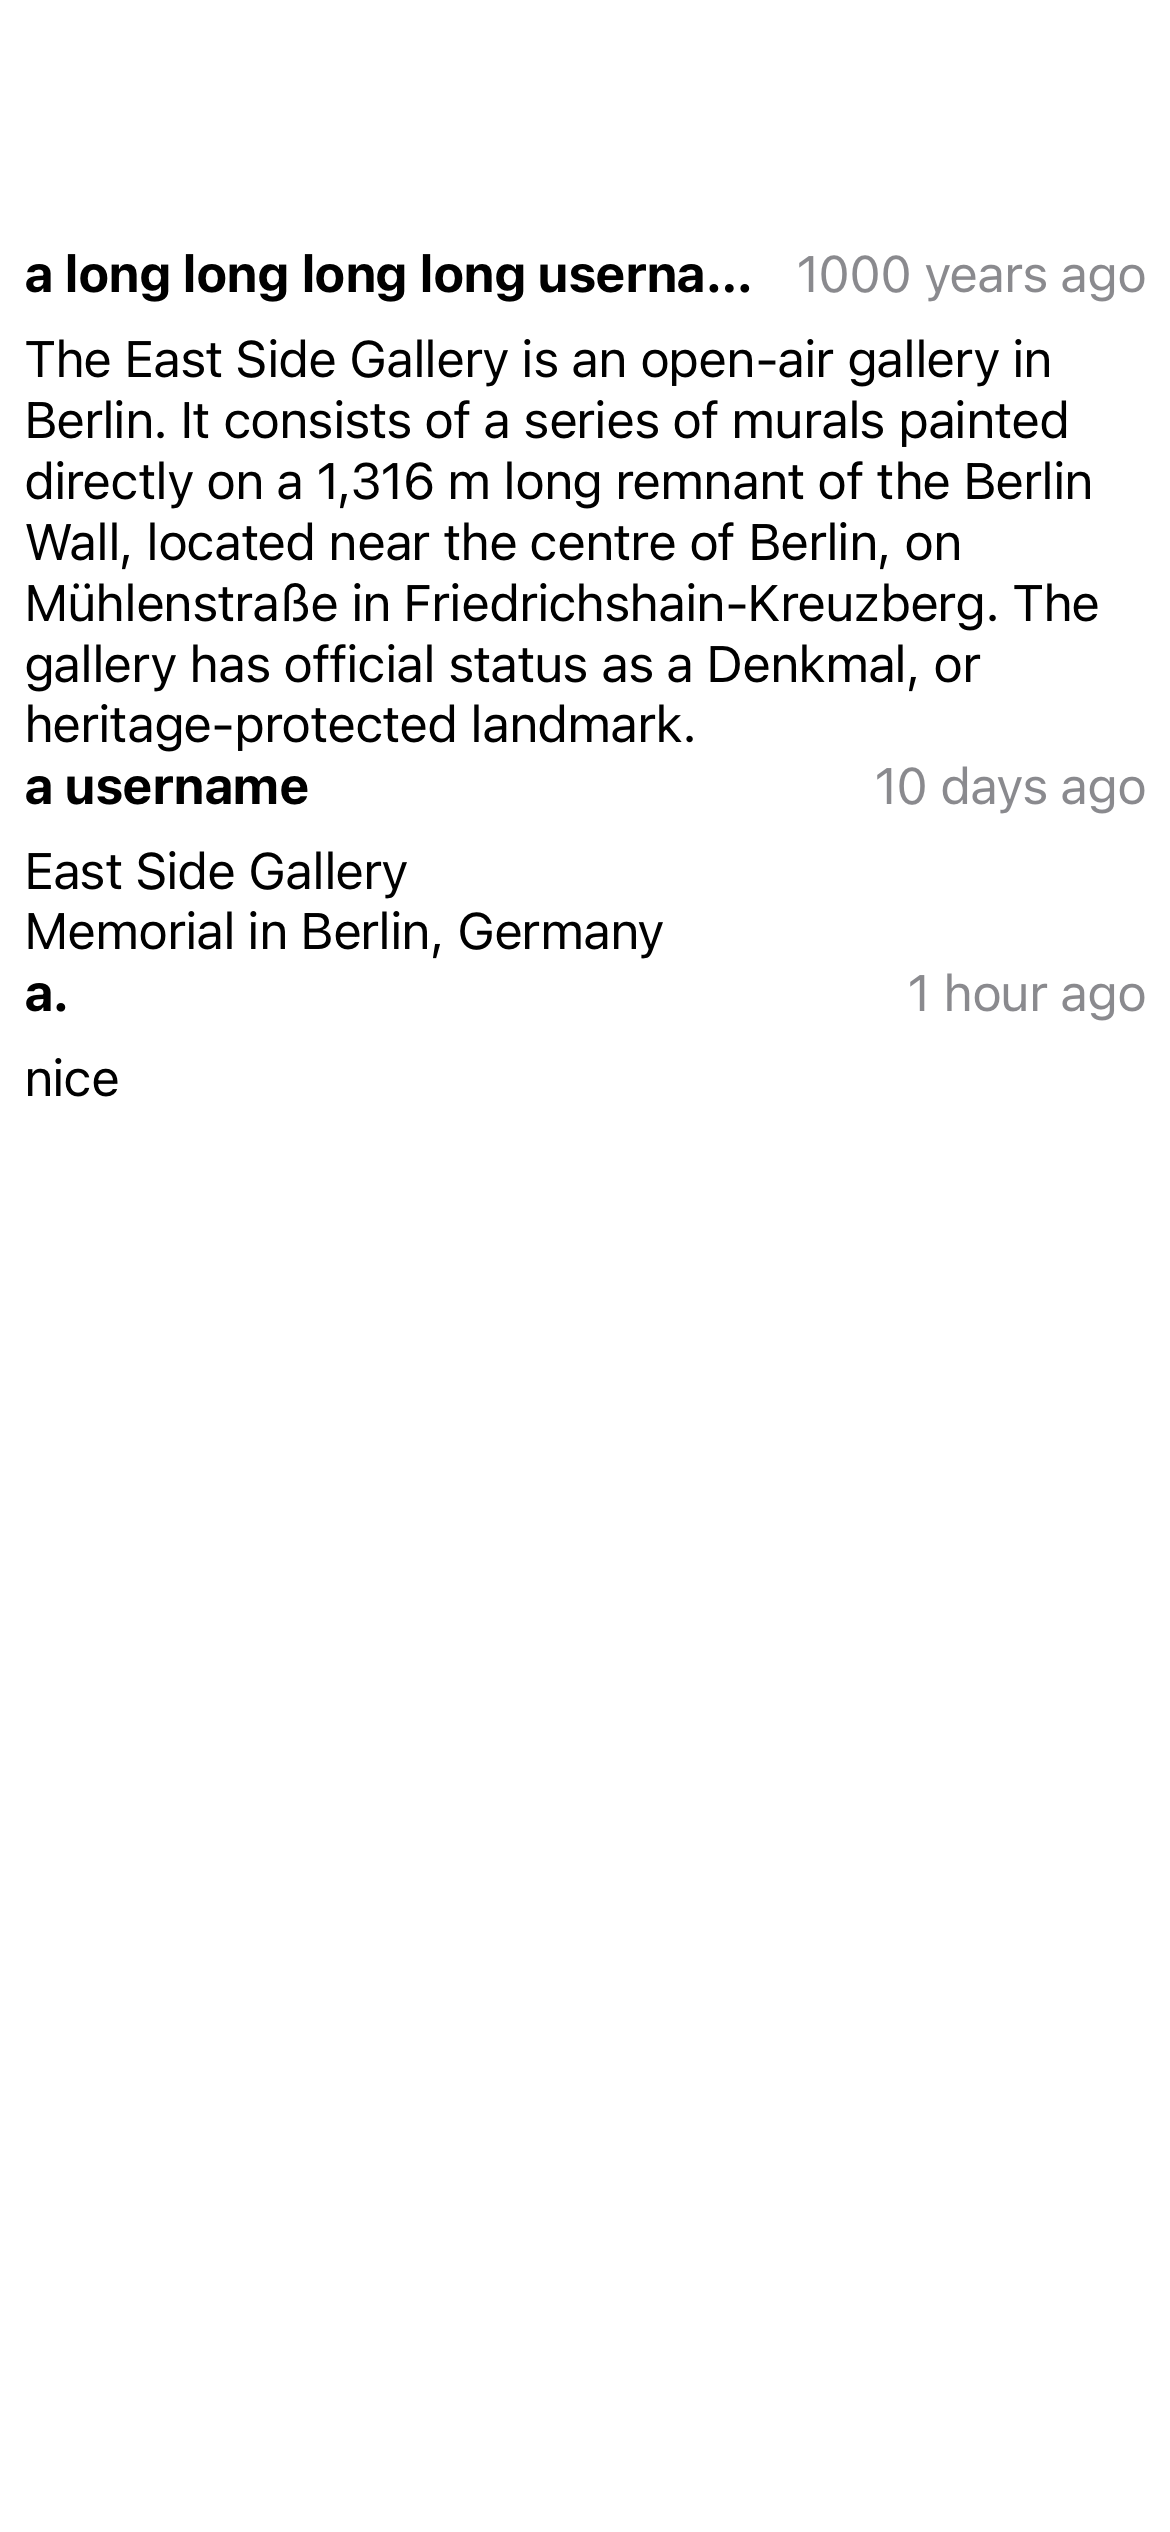 a long long long long userna... 1000 years ago
The East Side Gallery is an open-air gallery in
Berlin. It consists of a series of murals painted
directly on a 1,316 m long remnant of the Berlin
Wall, located near the centre of Berlin, on
Mühlenstraße in Friedrichshain-Kreuzberg. The
gallery has official status as a Denkmal, or
heritage-protected landmark.
a username 10 days ago
East Side Gallery
Memorial in Berlin, Germany
a. 1 hour ago
nice